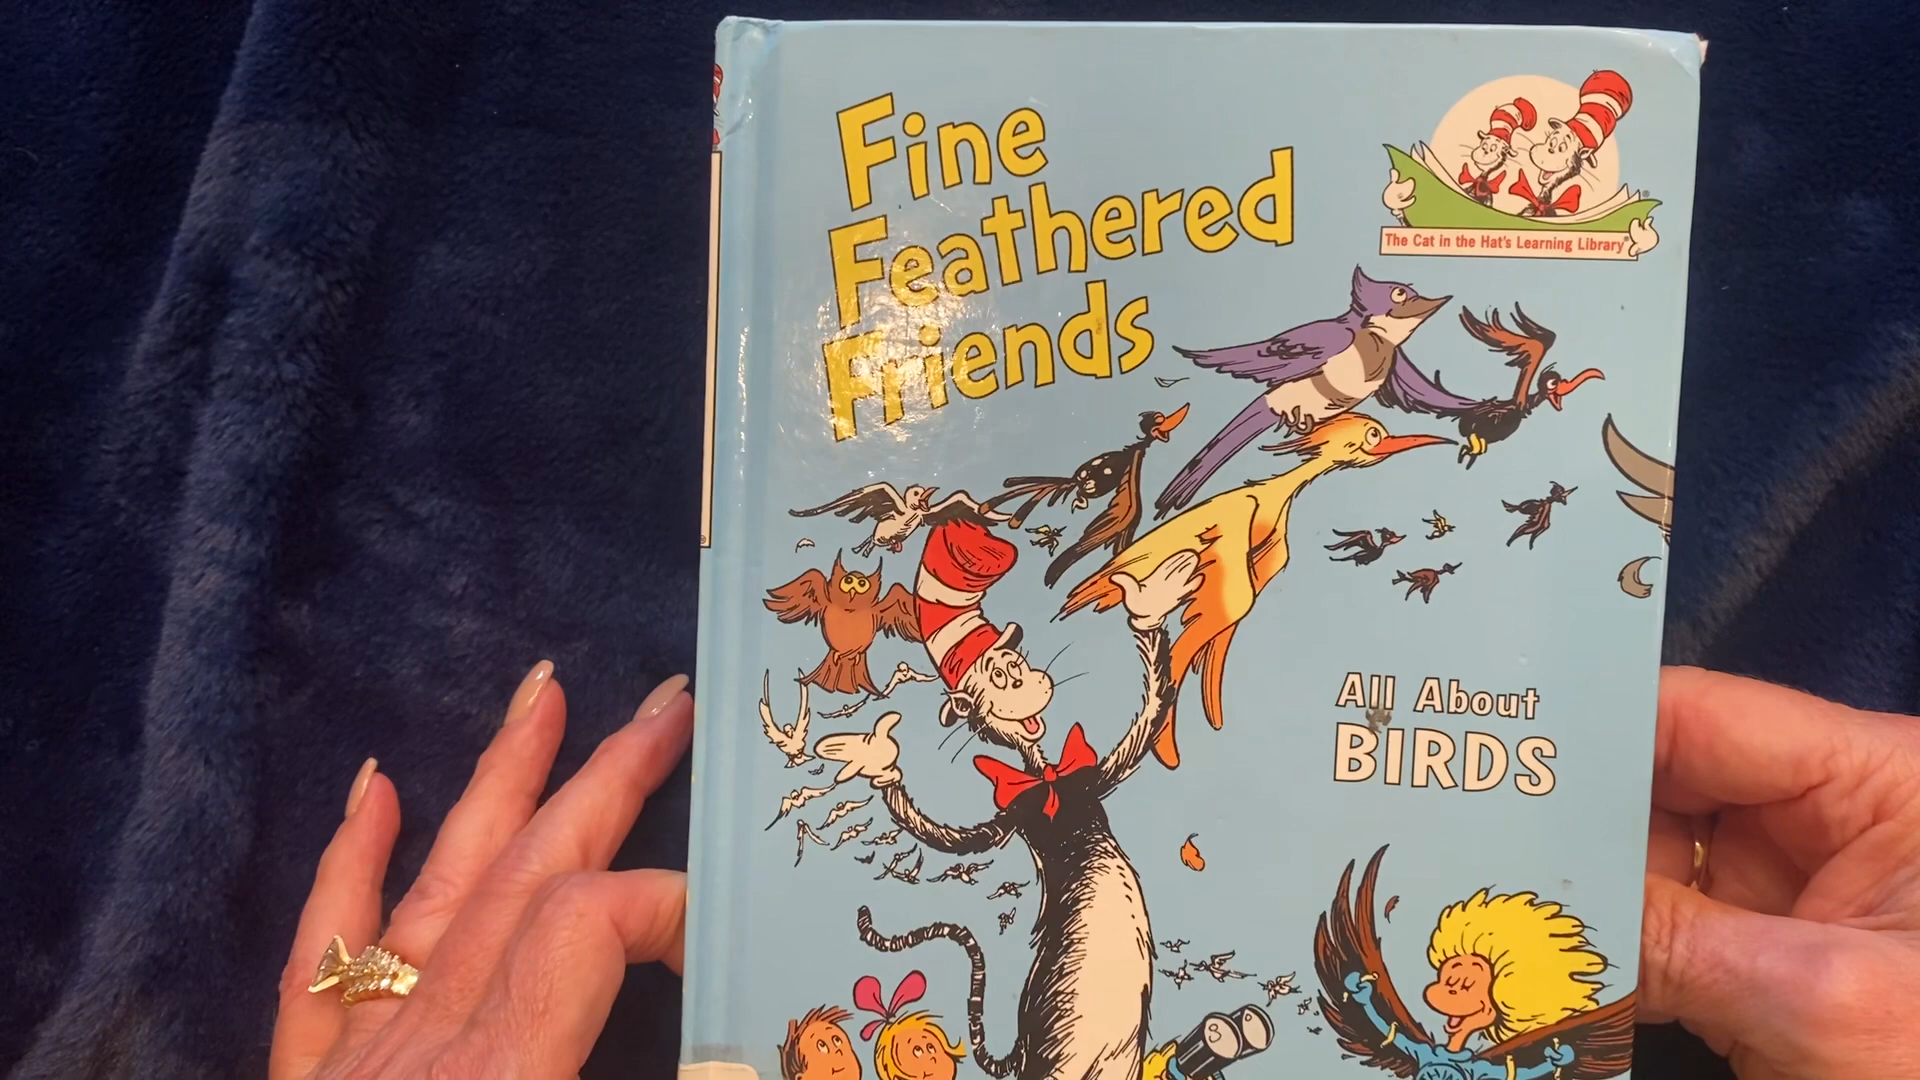 Fine
Feathered
Friends
The Cat in the Hat's Learning Library®
All About
BIRDS